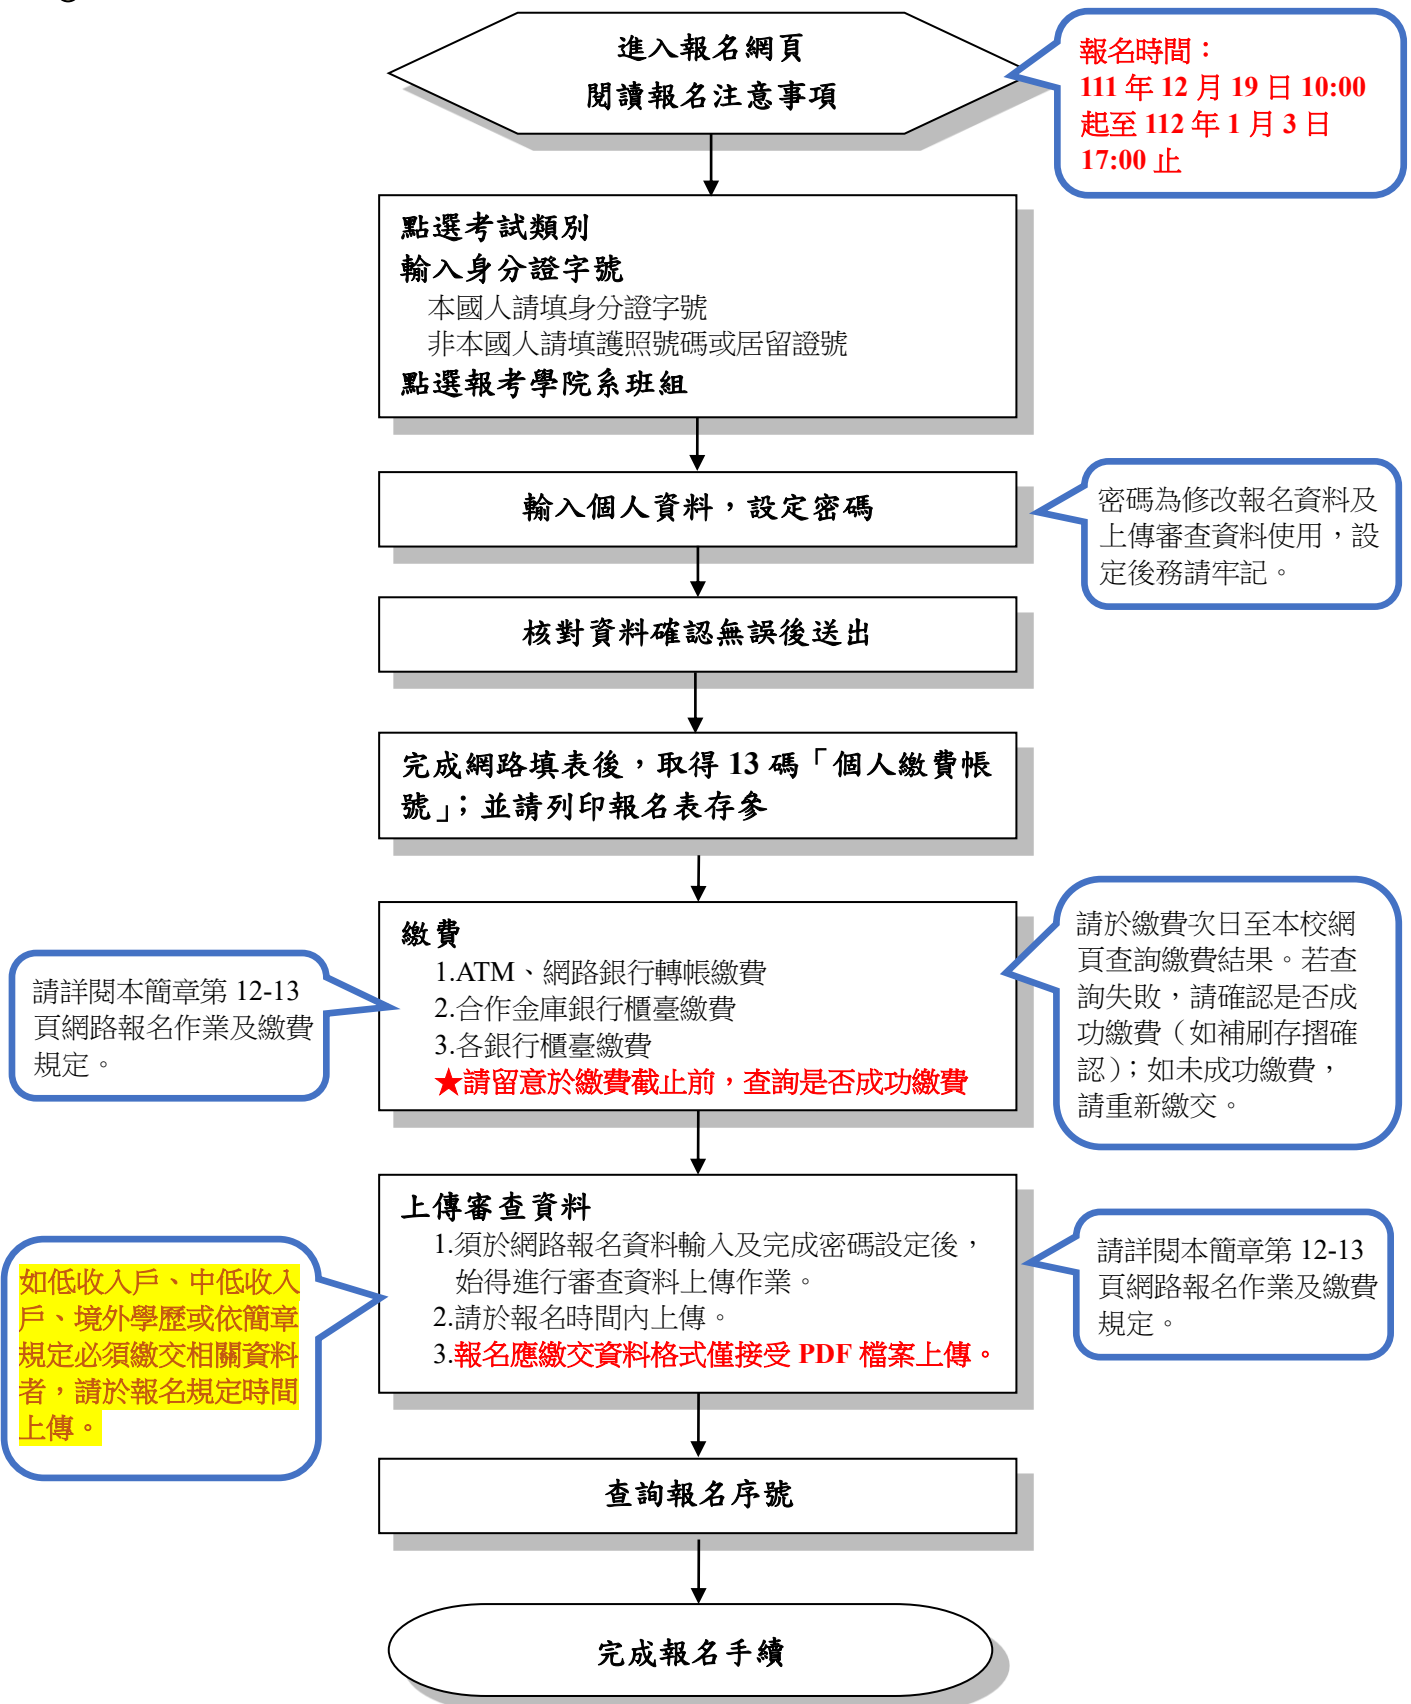 進入報名網頁
閱讀報名注意事項
報名時間：
111 年 12 月 19 日 10:00
起至 112 年 1 月 3 日
17:00 止
點選考試類別
輸入身分證字號
本國人請填身分證字號
非本國人請填護照號碼或居留證號
點選報考學院系班組
輸入個人資料，設定密碼
密碼為修改報名資料及
上傳審查資料使用，設
定後務請牢記。
核對資料確認無誤後送出
完成網路填表後，取得 13 碼「個人繳費帳
號」；並請列印報名表存參
繳費
1.ATM、網路銀行轉帳繳費
2.合作金庫銀行櫃臺繳費
3.各銀行櫃臺繳費
★請留意於繳費截止前，查詢是否成功繳費
請詳閱本簡章第 12-13
頁網路報名作業及繳費
規定。
請於繳費次日至本校網
頁查詢繳費結果。若查
詢失敗，請確認是否成
功繳費（如補刷存摺確
認）；如未成功繳費，
請重新繳交。
上傳審查資料
1.須於網路報名資料輸入及完成密碼設定後，
始得進行審查資料上傳作業。
2.請於報名時間內上傳。
3.報名應繳交資料格式僅接受 PDF 檔案上傳。
如低收入戶、中低收入
戶、境外學歷或依簡章
規定必須繳交相關資料
者，請於報名規定時間
上傳。
請詳閱本簡章第 12-13
頁網路報名作業及繳費
規定。
查詢報名序號
完成報名手續